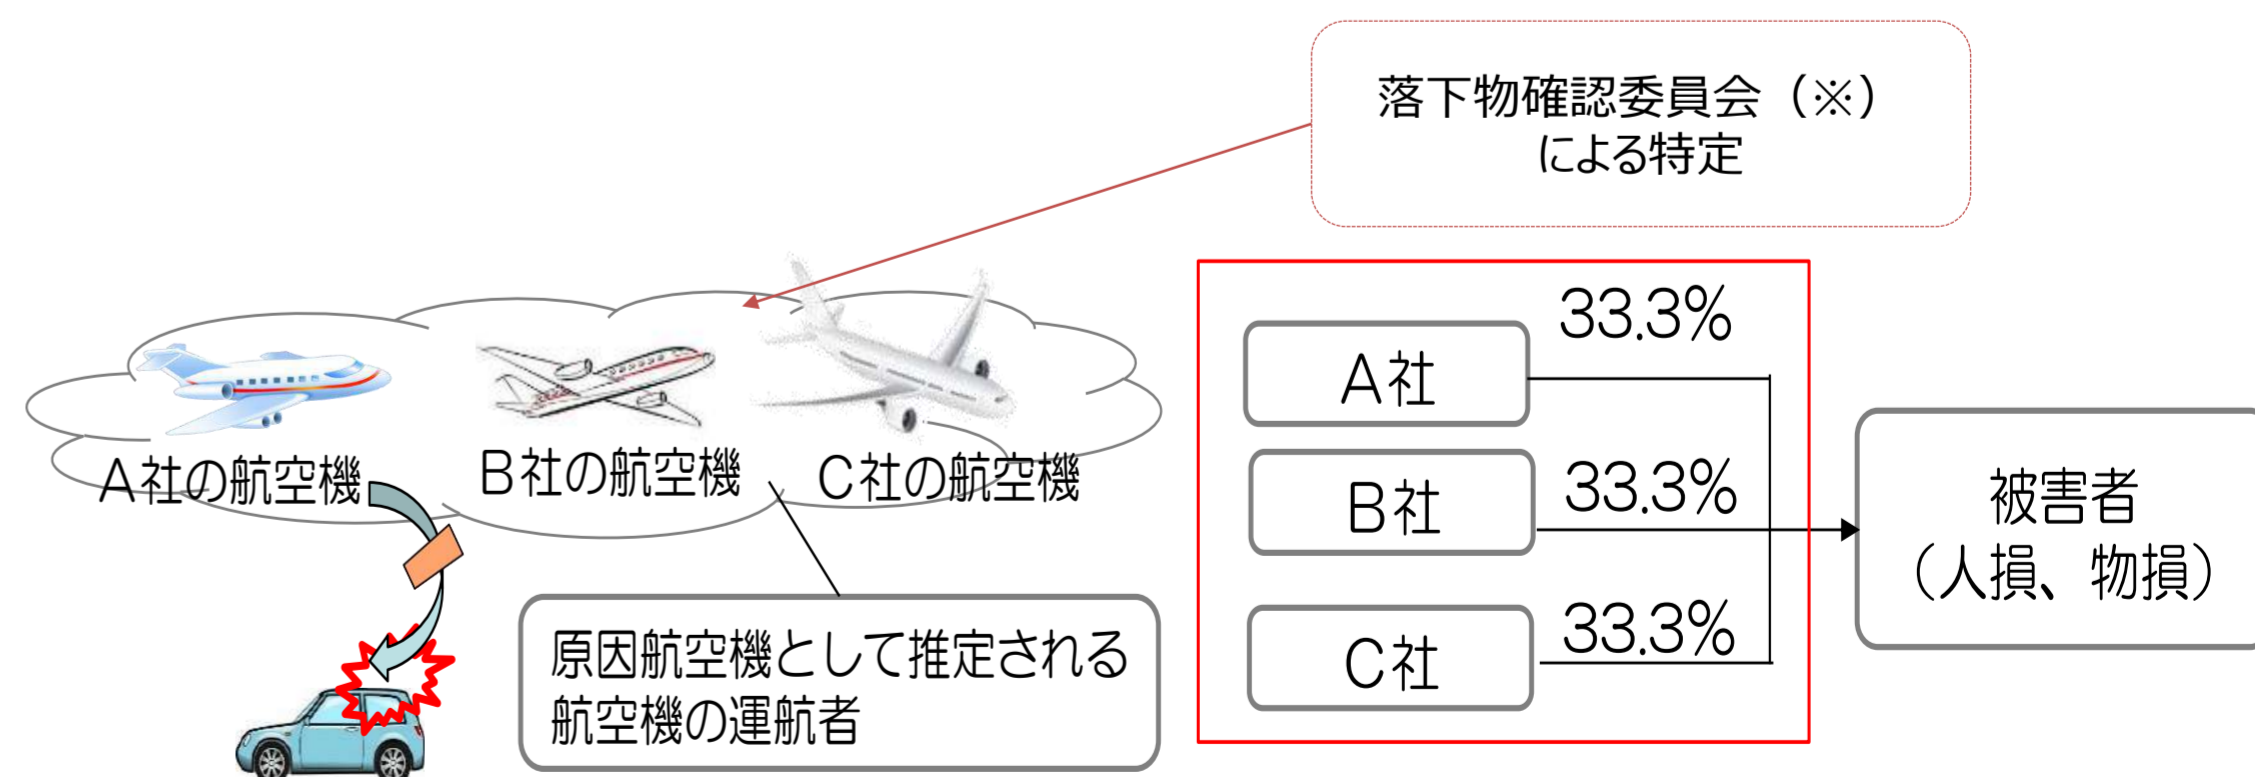 落下物確認委員会（※）
による特定
A社の航空機
B社の航空機
C社の航空機
原因航空機として推定される
航空機の運航者
A社
33.3%
B社
33.3%
C社
33.3%
被害者
（人損、物損）